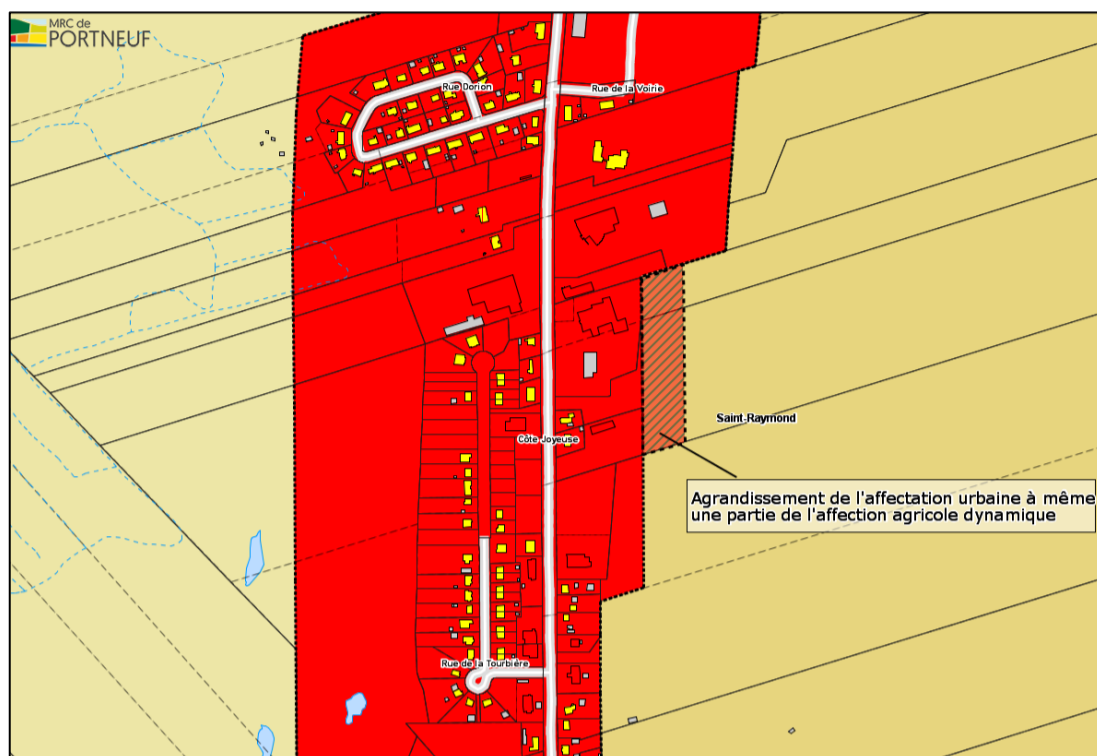 MRC de
PORTNEUF
Rue Dorion
Rue de la Voirie
Saint-Raymond
Côte Joyeuse
Agrandissement de l'affectation urbaine à même
une partie de l'affection agricole dynamique
Rue de la Tourbière